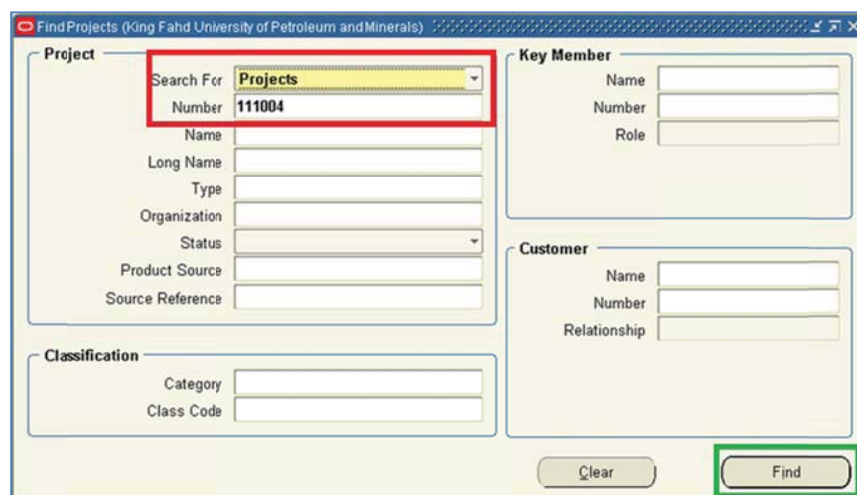 Find Projects (King Fahd University of Petroleum and Minerals)
Project
Search For Projects
Number 111004
Name
Long Name
Type
Organization
Status
Product Source
Source Reference
Classification
Category
Class Code
Key Member
Name
Number
Role
Customer
Name
Number
Relationship
Clear
Find